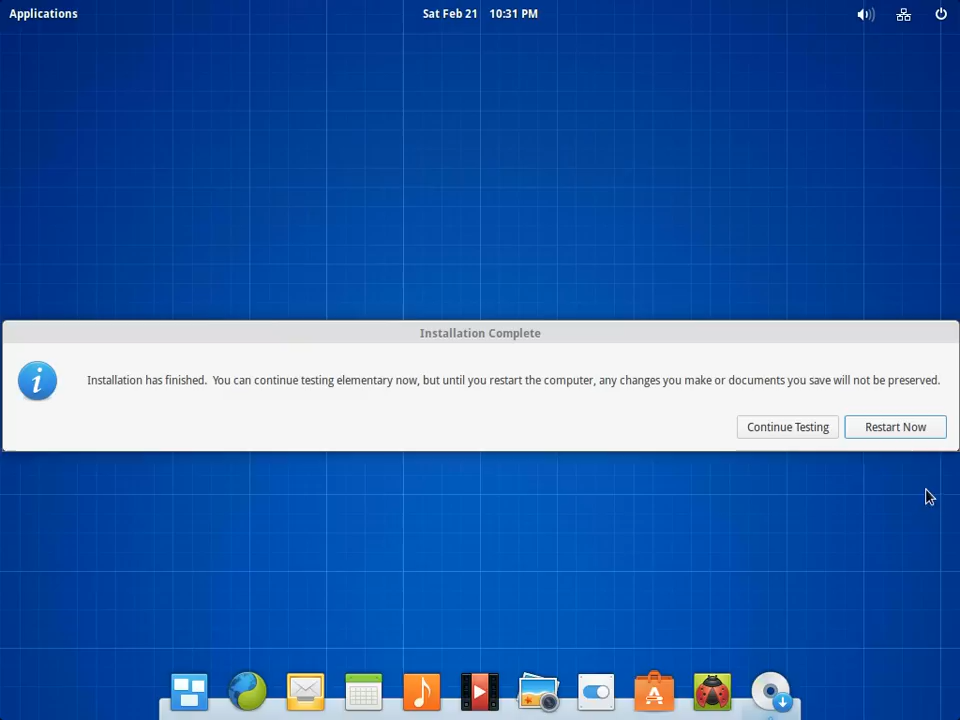 Applications
Sat Feb 21 10:31 PM
Installation Complete
Installation has finished. You can continue testing elementary now, but until you restart the computer, any changes you make or documents you save will not be preserved.
Continue Testing
Restart Now